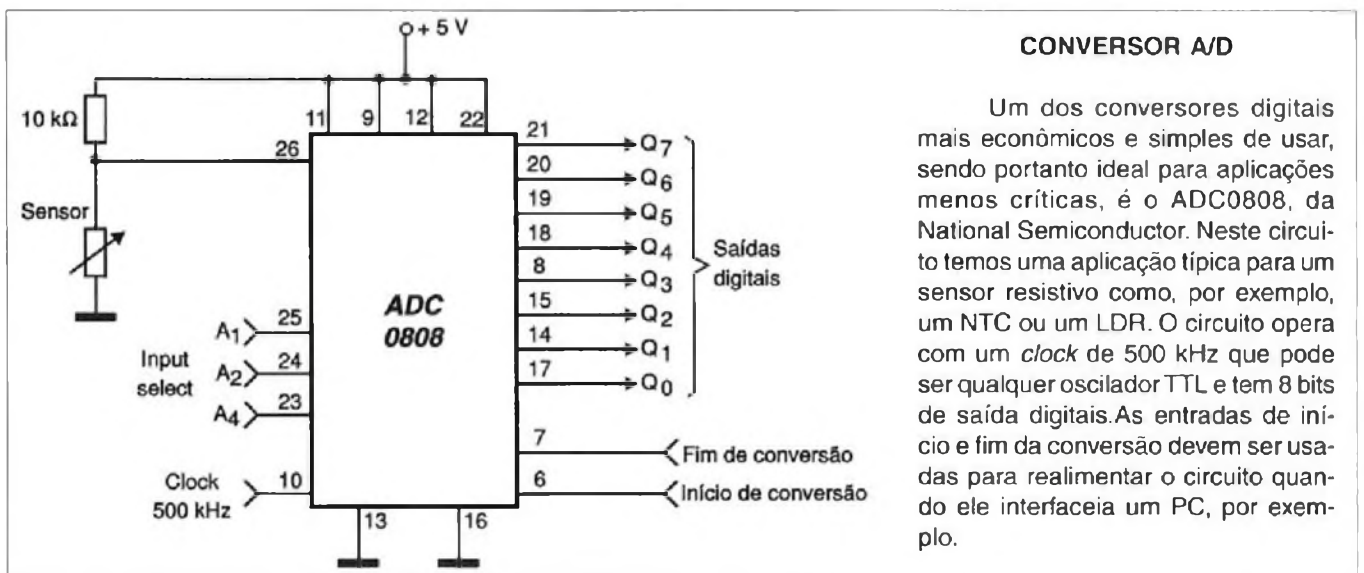 + 5 V
10 kΩ
11
9
12
22
26
Sensor
21
Q7
20
Q6
19
Q5
18
Q4
8
Q3
15
Q2
14
Q1
17
Q0
Saídas
digitais
ADC
0808
A1
25
Input
select
A2
24
A4
23
Clock
500 kHz
10
7
Fim de conversão
6
Início de conversão
13
16
CONVERSOR A/D
Um dos conversores digitais
mais econômicos e simples de usar,
sendo portanto ideal para aplicações
menos críticas, é o ADC0808, da
National Semiconductor. Neste circui-
to temos uma aplicação típica para um
sensor resistivo como, por exemplo,
um NTC ou um LDR. O circuito opera
com um clock de 500 kHz que pode
ser qualquer oscilador TTL e tem 8 bits
de saída digitais.As entradas de iní-
cio e fim da conversão devem ser usa-
das para realimentar o circuito quan-
do ele interfaceia um PC, por exem-
plo.